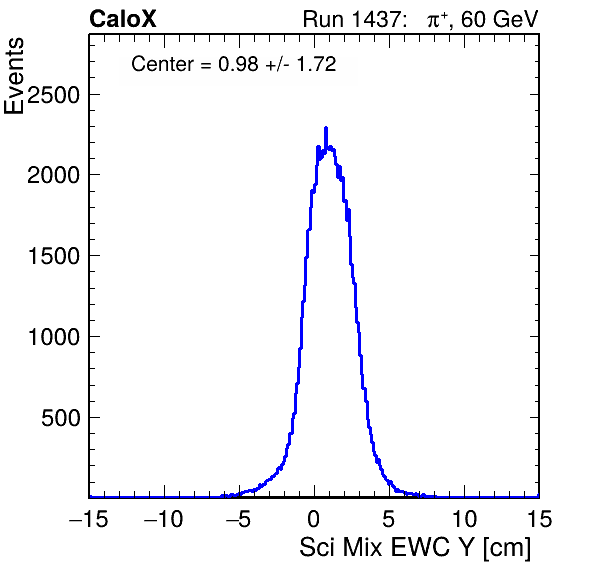 CaloX Run 1437: π⁺, 60 GeV
Center = 0.98 +/- 1.72
Events
2500
2000
1500
1000
500
−15 −10 −5 0 5 10 15
Sci Mix EWC Y [cm]